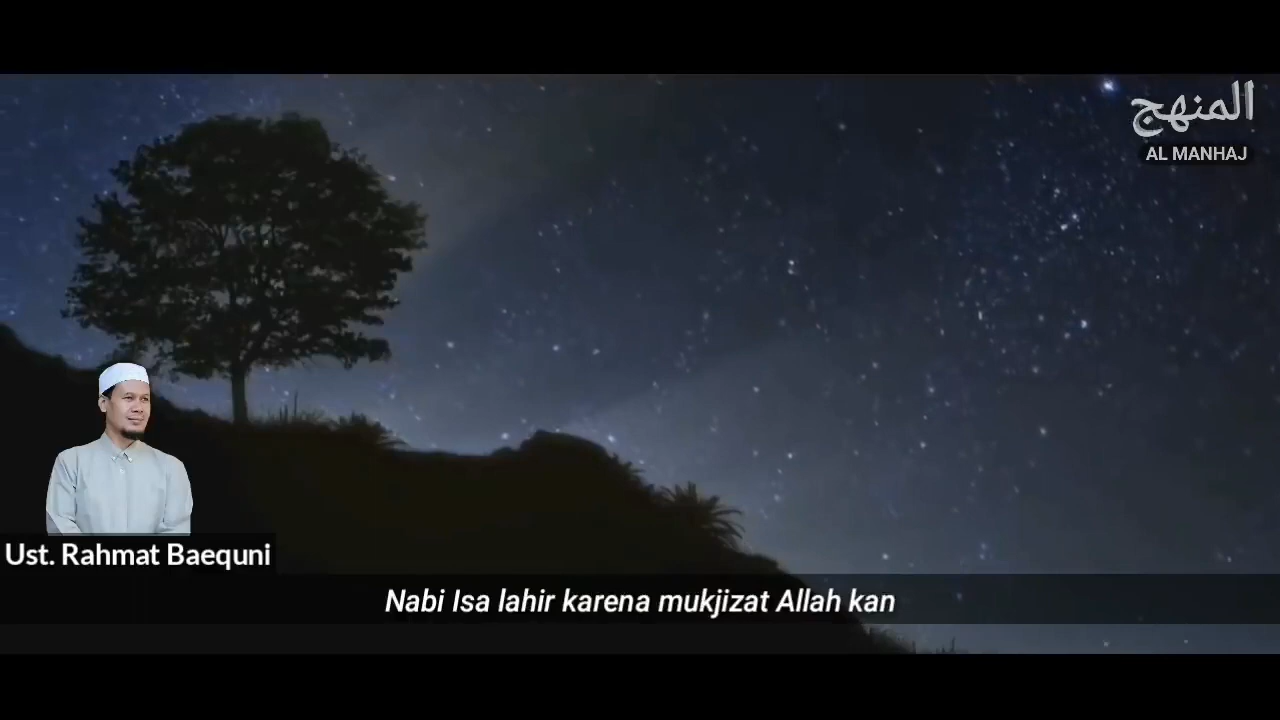 المنهج
AL MANHAJ
Ust. Rahmat Baequni
Nabi Isa lahir karena mukjizat Allah kan